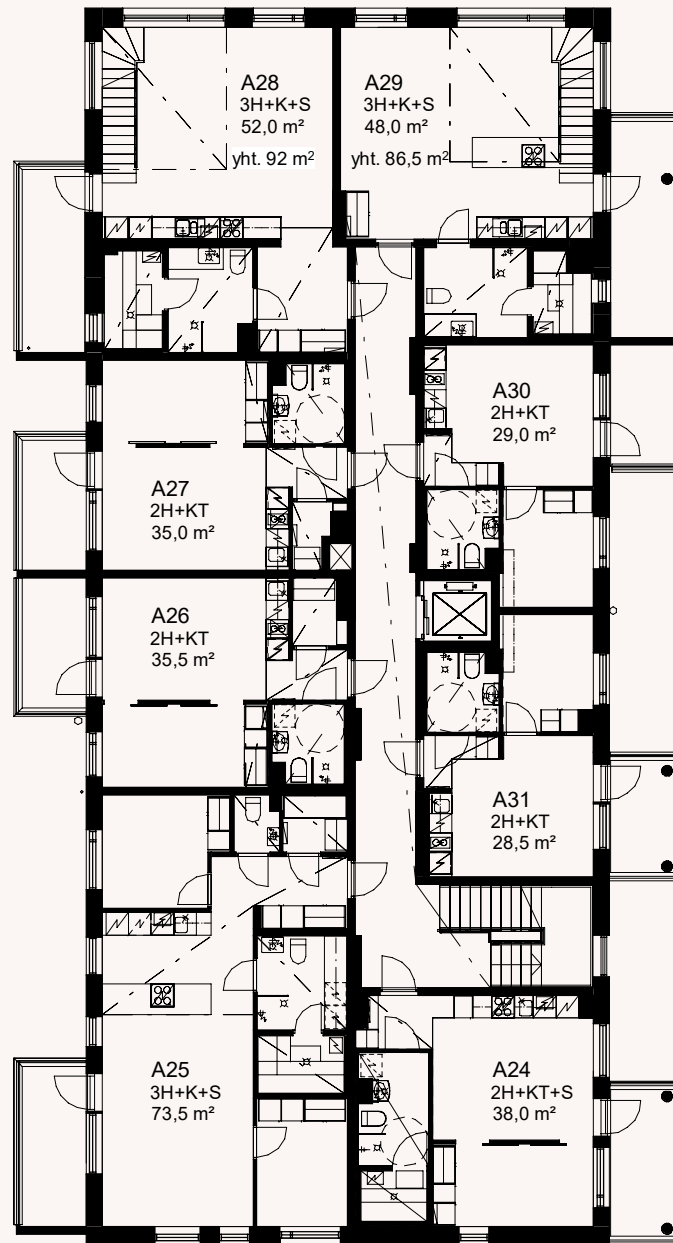 A28
3H+K+S
52,0 m²
yht. 92 m²
A29
3H+K+S
48,0 m²
yht. 86,5 m²
A30
2H+KT
29,0 m²
A27
2H+KT
35,0 m²
A26
2H+KT
35,5 m²
A31
2H+KT
28,5 m²
A25
3H+K+S
73,5 m²
A24
2H+KT+S
38,0 m²